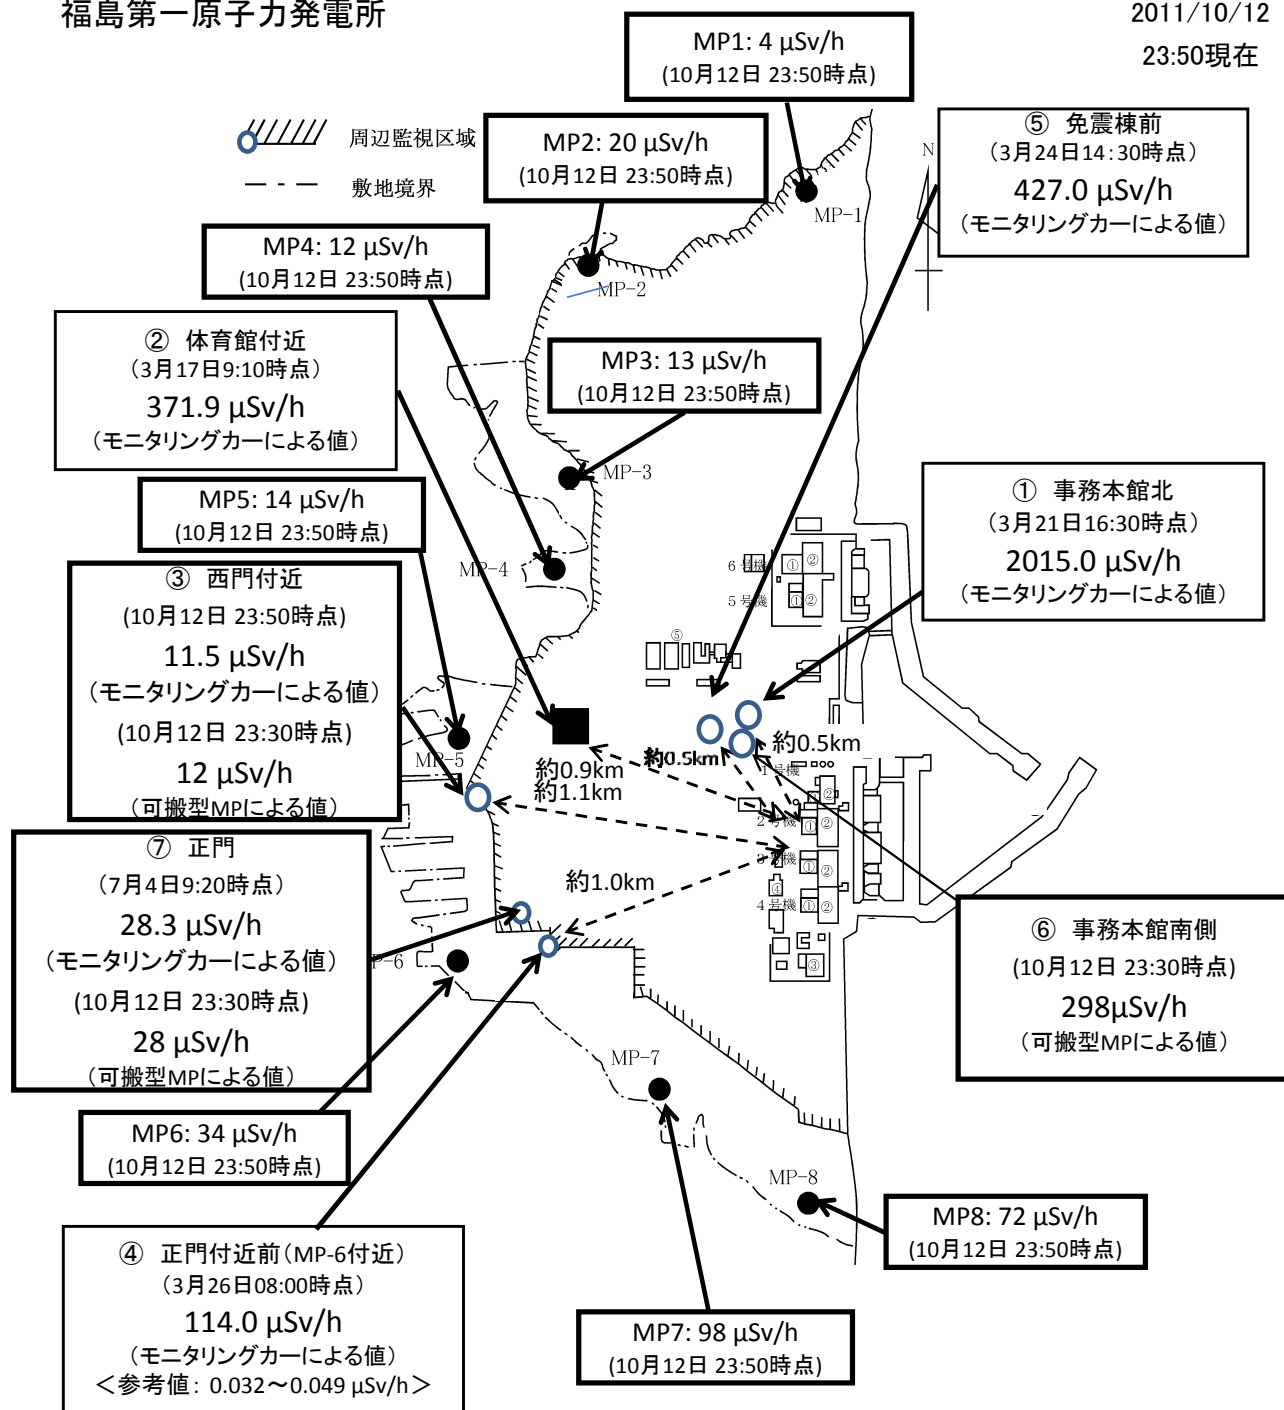 福島第一原子力発電所
2011/10/12
23:50現在
周辺監視区域
敷地境界
N
MP1: 4 μSv/h
(10月12日 23:50時点)
MP2: 20 μSv/h
(10月12日 23:50時点)
MP4: 12 μSv/h
(10月12日 23:50時点)
MP3: 13 μSv/h
(10月12日 23:50時点)
⑤ 免震棟前
(3月24日14:30時点)
427.0 μSv/h
(モニタリングカーによる値)
② 体育館付近
(3月17日9:10時点)
371.9 μSv/h
(モニタリングカーによる値)
① 事務本館北
(3月21日16:30時点)
2015.0 μSv/h
(モニタリングカーによる値)
MP5: 14 μSv/h
(10月12日 23:50時点)
③ 西門付近
(10月12日 23:50時点)
11.5 μSv/h
(モニタリングカーによる値)
(10月12日 23:30時点)
12 μSv/h
(可搬型MPによる値)
⑦ 正門
(7月4日9:20時点)
28.3 μSv/h
(モニタリングカーによる値)
(10月12日 23:30時点)
28 μSv/h
(可搬型MPによる値)
MP6: 34 μSv/h
(10月12日 23:50時点)
④ 正門付近前(MP-6付近)
(3月26日08:00時点)
114.0 μSv/h
(モニタリングカーによる値)
<参考値: 0.032~0.049 μSv/h>
⑥ 事務本館南側
(10月12日 23:30時点)
298μSv/h
(可搬型MPによる値)
MP8: 72 μSv/h
(10月12日 23:50時点)
MP7: 98 μSv/h
(10月12日 23:50時点)
MP-1
MP-2
MP-3
MP-4
MP-5
P-6
MP-7
MP-8
6号機
① ②
5号機
① ②
⑤
約0.5km
約0.5km
約0.9km
約1.1km
約1.0km
1号機
②
2号機
① ②
3号機
① ②
④
4号機
① ②
③